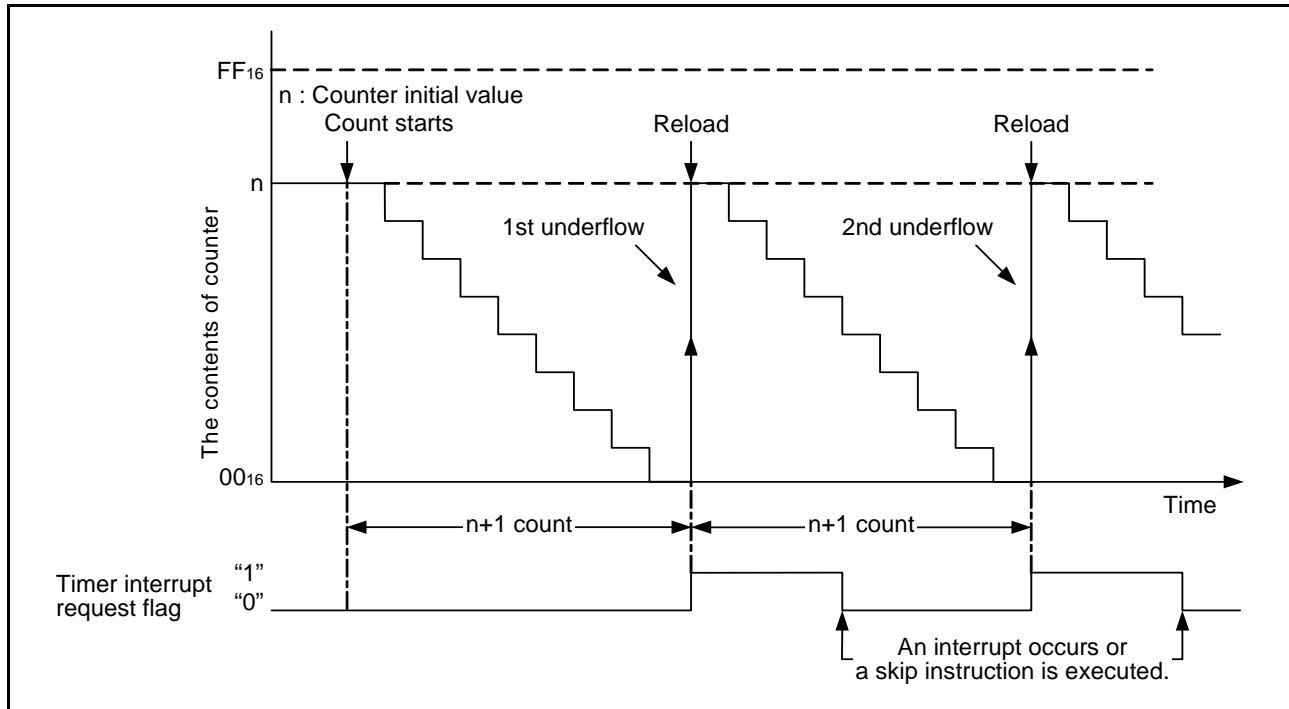 FF16
n : Counter initial value
Count starts
Reload
Reload
n
1st underflow
2nd underflow
The contents of counter
0016
Time
n+1 count
n+1 count
Timer interrupt
request flag
“1”
“0”
An interrupt occurs or
a skip instruction is executed.